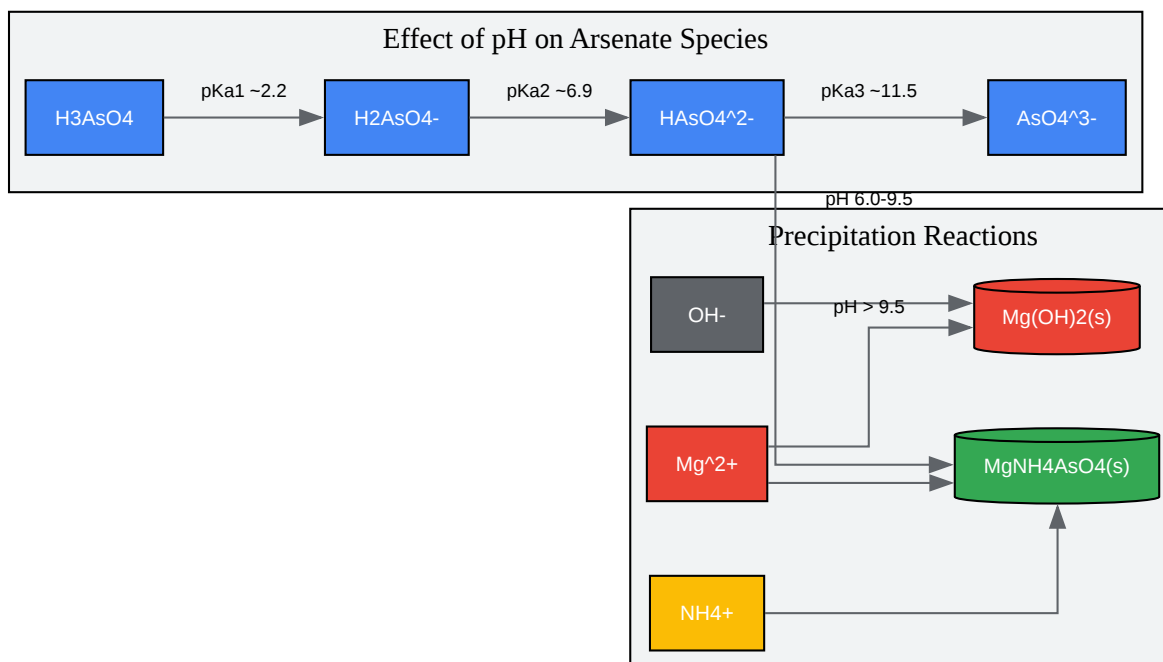 Effect of pH on Arsenate Species
pKa1 ~2.2
pKa2 ~6.9
pKa3 ~11.5
H3AsO4
H2AsO4-
HAsO4^2-
AsO4^3-
pH 6.0-9.5
Precipitation Reactions
OH-
pH > 9.5
Mg(OH)2(s)
Mg^2+
MgNH4AsO4(s)
NH4+